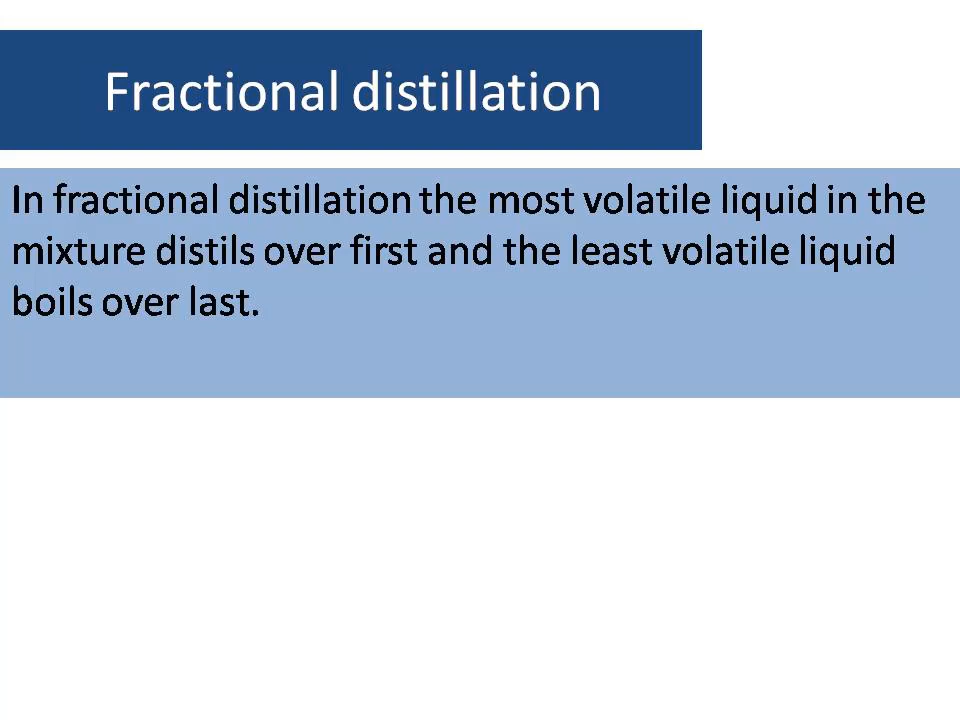 Fractional distillation
In fractional distillation the most volatile liquid in the
mixture distils over first and the least volatile liquid
boils over last.